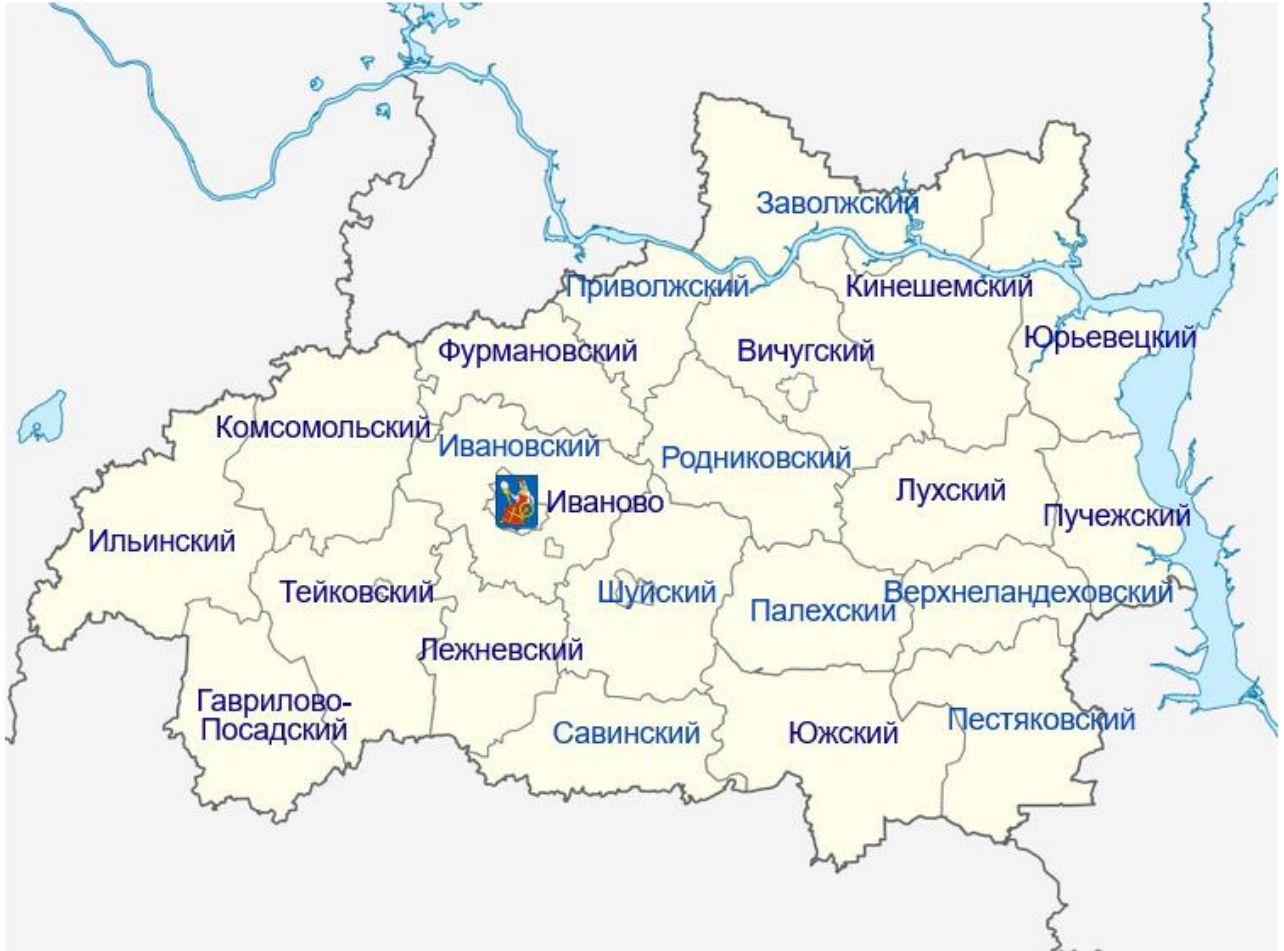 Заволжский
Приволжский
Кинешемский
Юрьевецкий
Фурмановский
Вичугский
Комсомольский
Ивановский
Родниковский
Иваново
Лухский
Пучежский
Ильинский
Тейковский
Шуйский
Палехский
Верхнеландеховский
Лежневский
Гаврилово-
Посадский
Савинский
Южский
Пестяковский